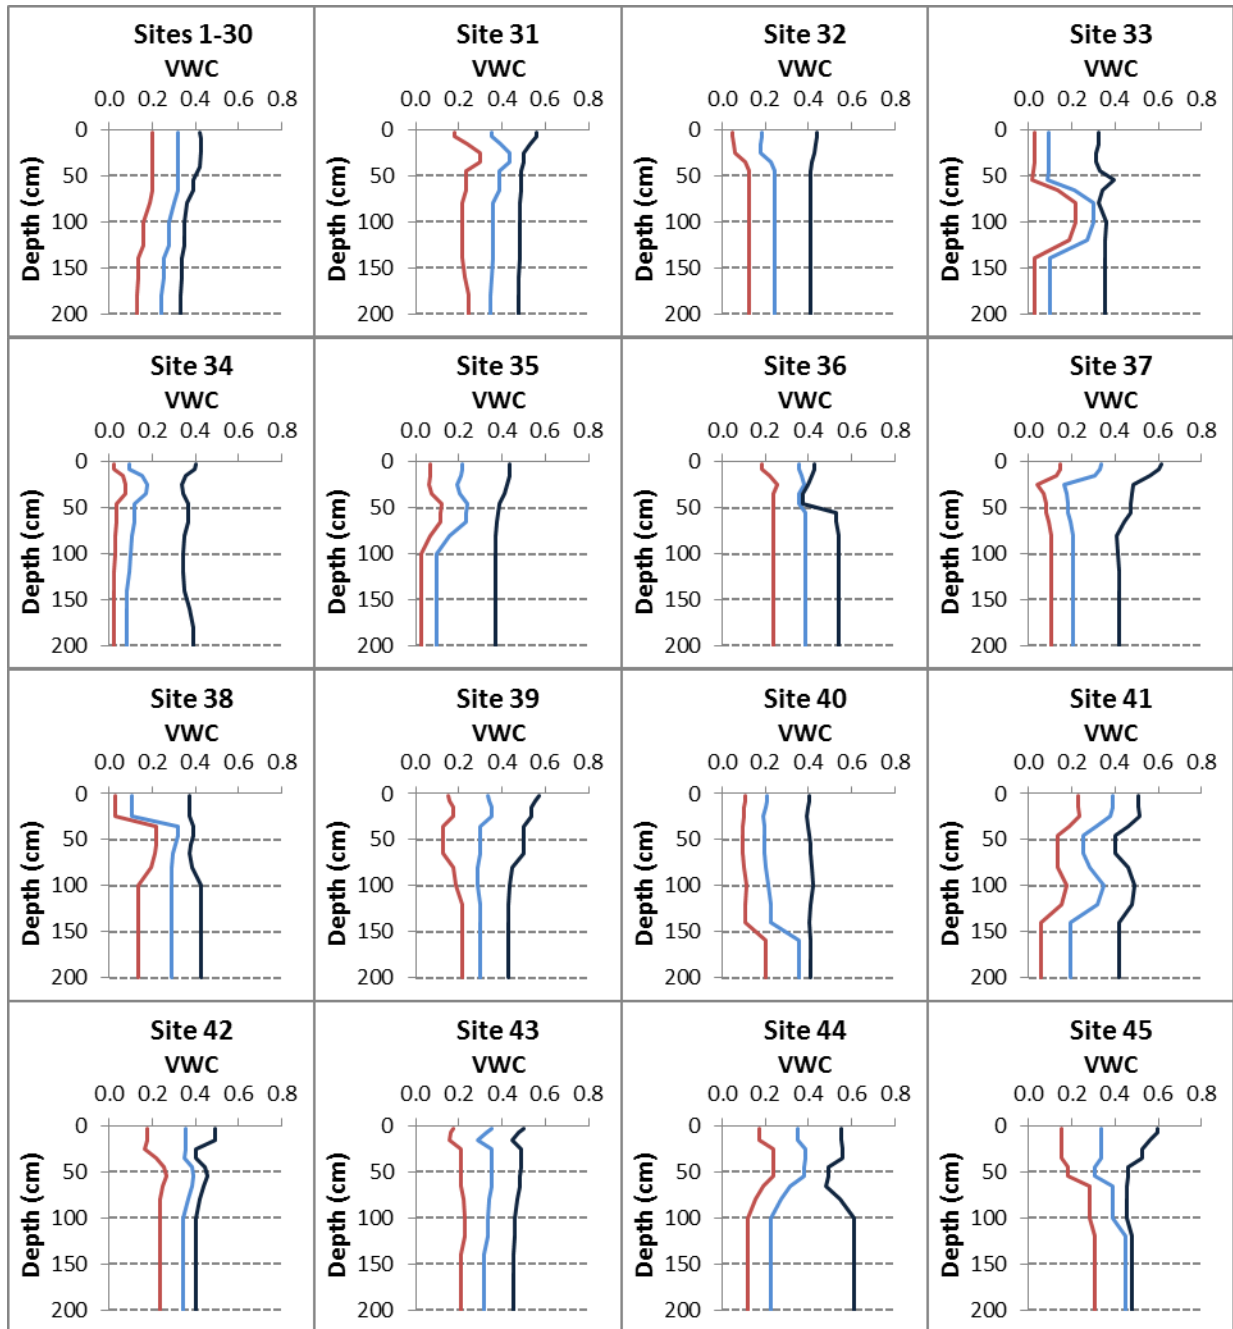 Sites 1-30
VWC
0.0 0.2 0.4 0.6 0.8
Depth (cm)
0
50
100
150
200
Site 31
VWC
0.0 0.2 0.4 0.6 0.8
Depth (cm)
0
50
100
150
200
Site 32
VWC
0.0 0.2 0.4 0.6 0.8
Depth (cm)
0
50
100
150
200
Site 33
VWC
0.0 0.2 0.4 0.6 0.8
Depth (cm)
0
50
100
150
200
Site 34
VWC
0.0 0.2 0.4 0.6 0.8
Depth (cm)
0
50
100
150
200
Site 35
VWC
0.0 0.2 0.4 0.6 0.8
Depth (cm)
0
50
100
150
200
Site 36
VWC
0.0 0.2 0.4 0.6 0.8
Depth (cm)
0
50
100
150
200
Site 37
VWC
0.0 0.2 0.4 0.6 0.8
Depth (cm)
0
50
100
150
200
Site 38
VWC
0.0 0.2 0.4 0.6 0.8
Depth (cm)
0
50
100
150
200
Site 39
VWC
0.0 0.2 0.4 0.6 0.8
Depth (cm)
0
50
100
150
200
Site 40
VWC
0.0 0.2 0.4 0.6 0.8
Depth (cm)
0
50
100
150
200
Site 41
VWC
0.0 0.2 0.4 0.6 0.8
Depth (cm)
0
50
100
150
200
Site 42
VWC
0.0 0.2 0.4 0.6 0.8
Depth (cm)
0
50
100
150
200
Site 43
VWC
0.0 0.2 0.4 0.6 0.8
Depth (cm)
0
50
100
150
200
Site 44
VWC
0.0 0.2 0.4 0.6 0.8
Depth (cm)
0
50
100
150
200
Site 45
VWC
0.0 0.2 0.4 0.6 0.8
Depth (cm)
0
50
100
150
200